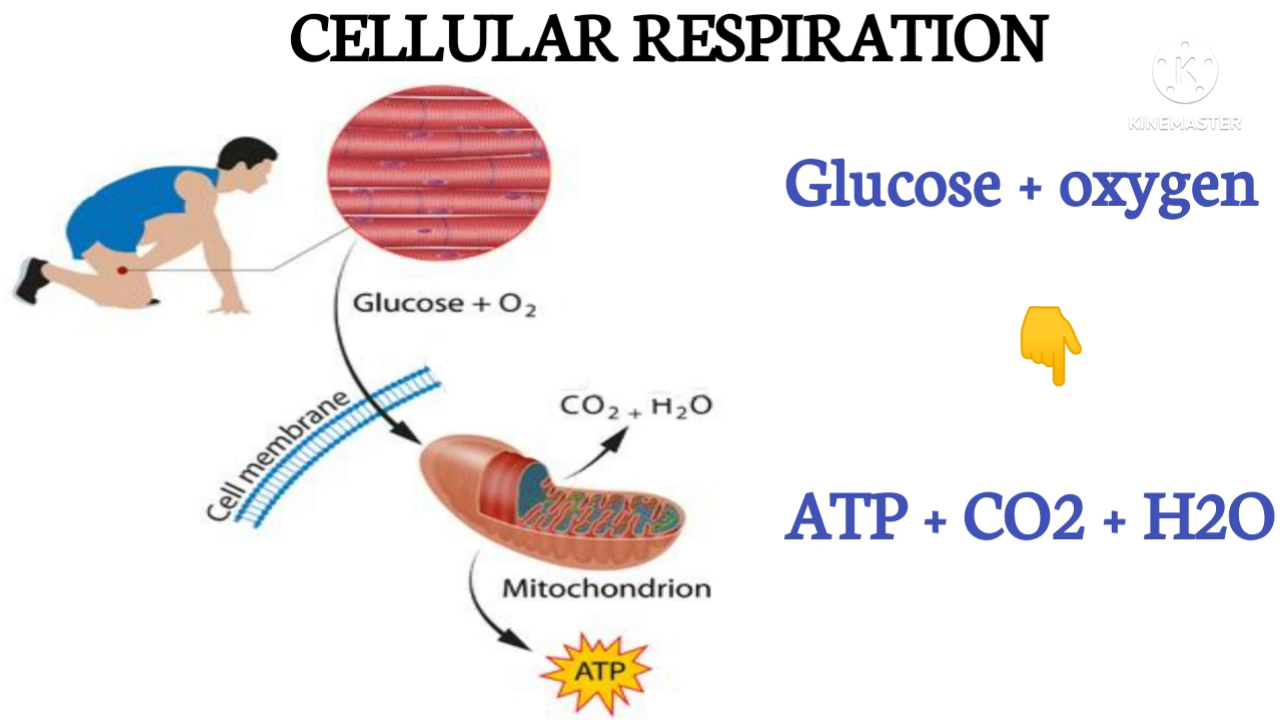 CELLULAR RESPIRATION
KINEMASTER
Glucose + oxygen
Glucose + O₂
Cell membrane
CO₂ + H₂O
ATP + CO2 + H2O
Mitochondrion
ATP